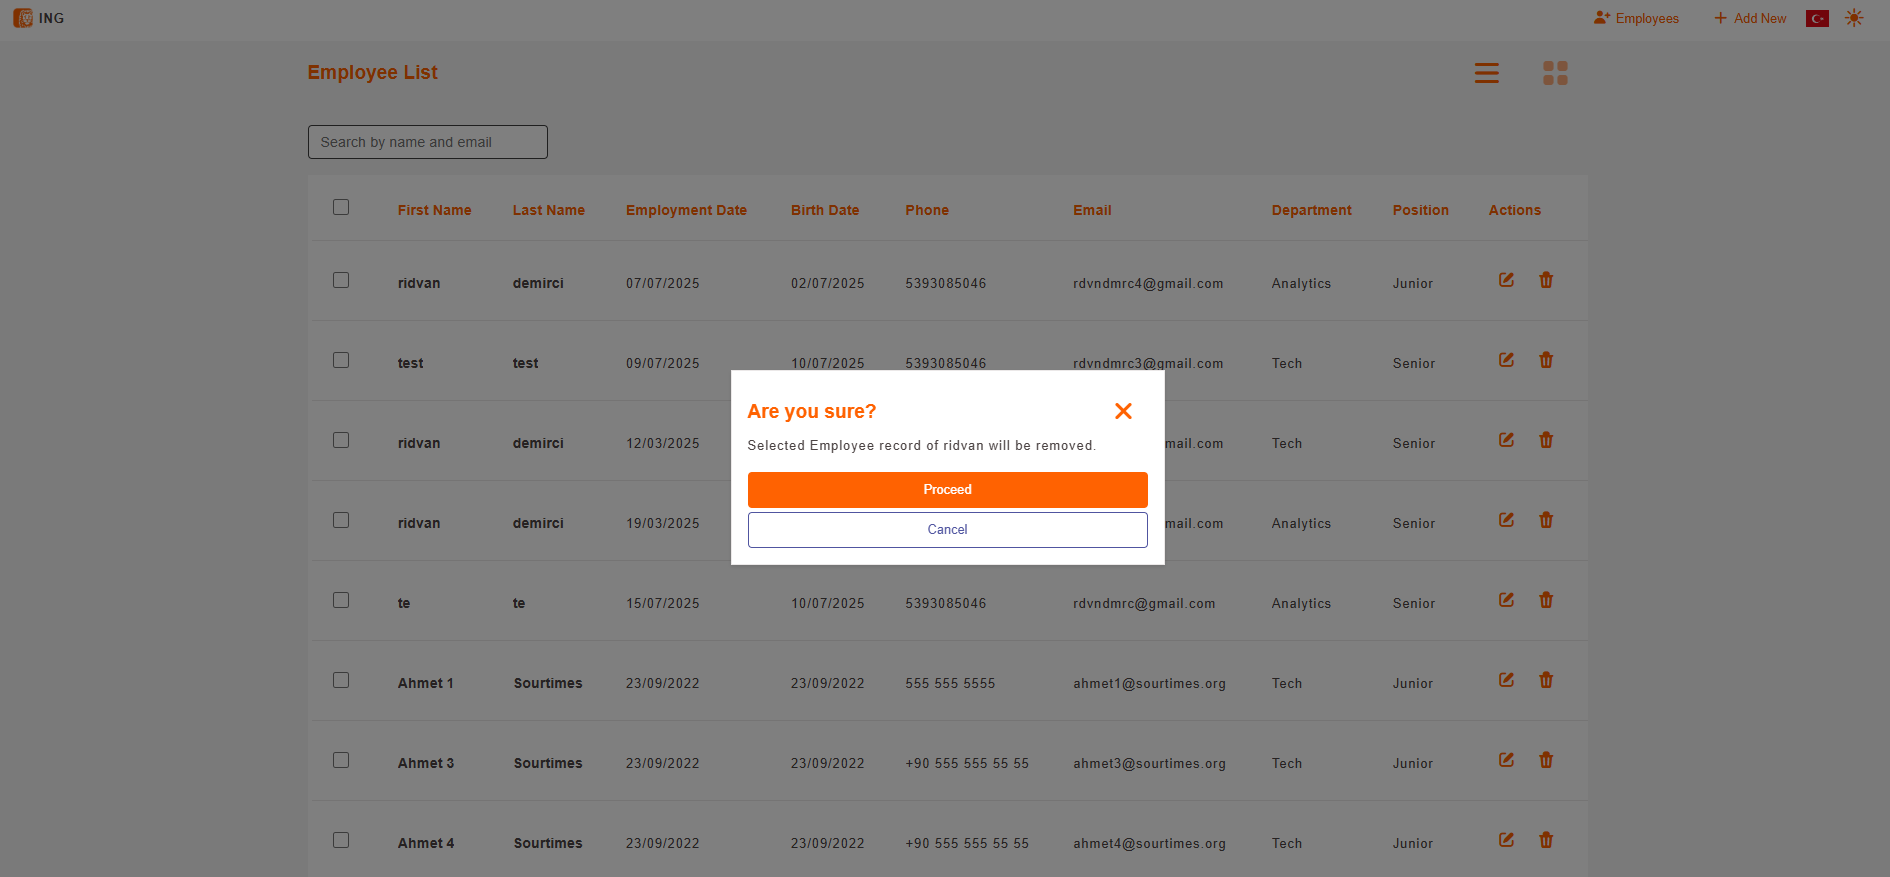 ING
Employees
Add New
Employee List
Search by name and email
First Name Last Name Employment Date Birth Date Phone Email Department Position Actions
ridvan demirci 07/07/2025 02/07/2025 5393085046 rdvndmrc4@gmail.com Analytics Junior
test test 09/07/2025 10/07/2025 5393085046 rdvndmrc3@gmail.com Tech Senior
ridvan demirci 12/03/2025 mail.com Tech Senior
ridvan demirci 19/03/2025 mail.com Analytics Senior
te te 15/07/2025 10/07/2025 5393085046 rdvndmrc@gmail.com Analytics Senior
Ahmet 1 Sourtimes 23/09/2022 23/09/2022 555 555 5555 ahmet1@sourtimes.org Tech Junior
Ahmet 3 Sourtimes 23/09/2022 23/09/2022 +90 555 555 55 55 ahmet3@sourtimes.org Tech Junior
Ahmet 4 Sourtimes 23/09/2022 23/09/2022 +90 555 555 55 55 ahmet4@sourtimes.org Tech Junior
Are you sure?
Selected Employee record of ridvan will be removed.
Proceed
Cancel